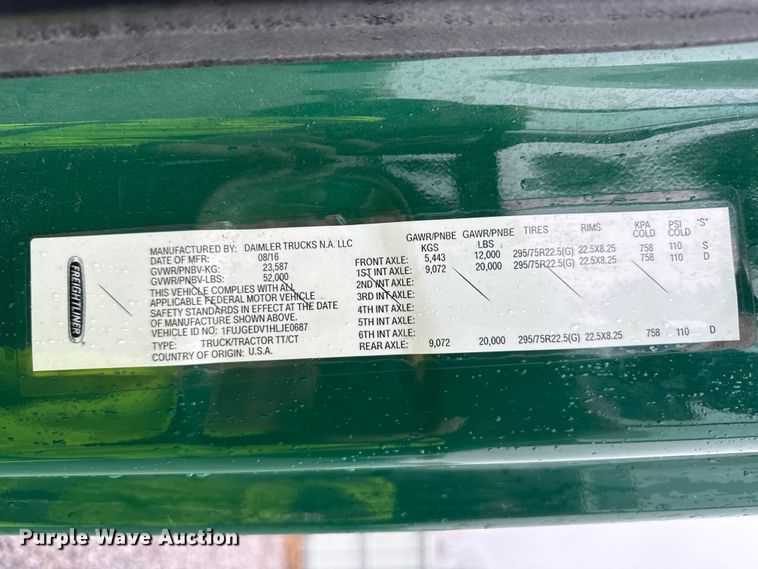 FREIGHTLINER
MANUFACTURED BY: DAIMLER TRUCKS N.A. LLC
DATE OF MFR: 08/16
GVWR/PNBV-KG: 23,587
GVWR/PNBV-LBS: 52,000
THIS VEHICLE COMPLIES WITH ALL
APPLICABLE FEDERAL MOTOR VEHICLE
SAFETY STANDARDS IN EFFECT AT THE DATE
OF MANUFACTURE SHOWN ABOVE.
VEHICLE ID NO: 1FUJGEDV1HLJE0687
TYPE: TRUCK/TRACTOR TT/CT
COUNTRY OF ORIGIN: U.S.A.
GAWR/PNBE KGS GAWR/PNBE LBS TIRES RIMS KPA COLD PSI COLD "S"
FRONT AXLE: 5,443 12,000 295/75R22.5(G) 22.5X8.25 758 110 S
1ST INT AXLE: 9,072 20,000 295/75R22.5(G) 22.5X8.25 758 110 D
2ND INT AXLE:
3RD INT AXLE:
4TH INT AXLE:
5TH INT AXLE:
6TH INT AXLE:
REAR AXLE: 9,072 20,000 295/75R22.5(G) 22.5X8.25 758 110 D
Purple Wave Auction